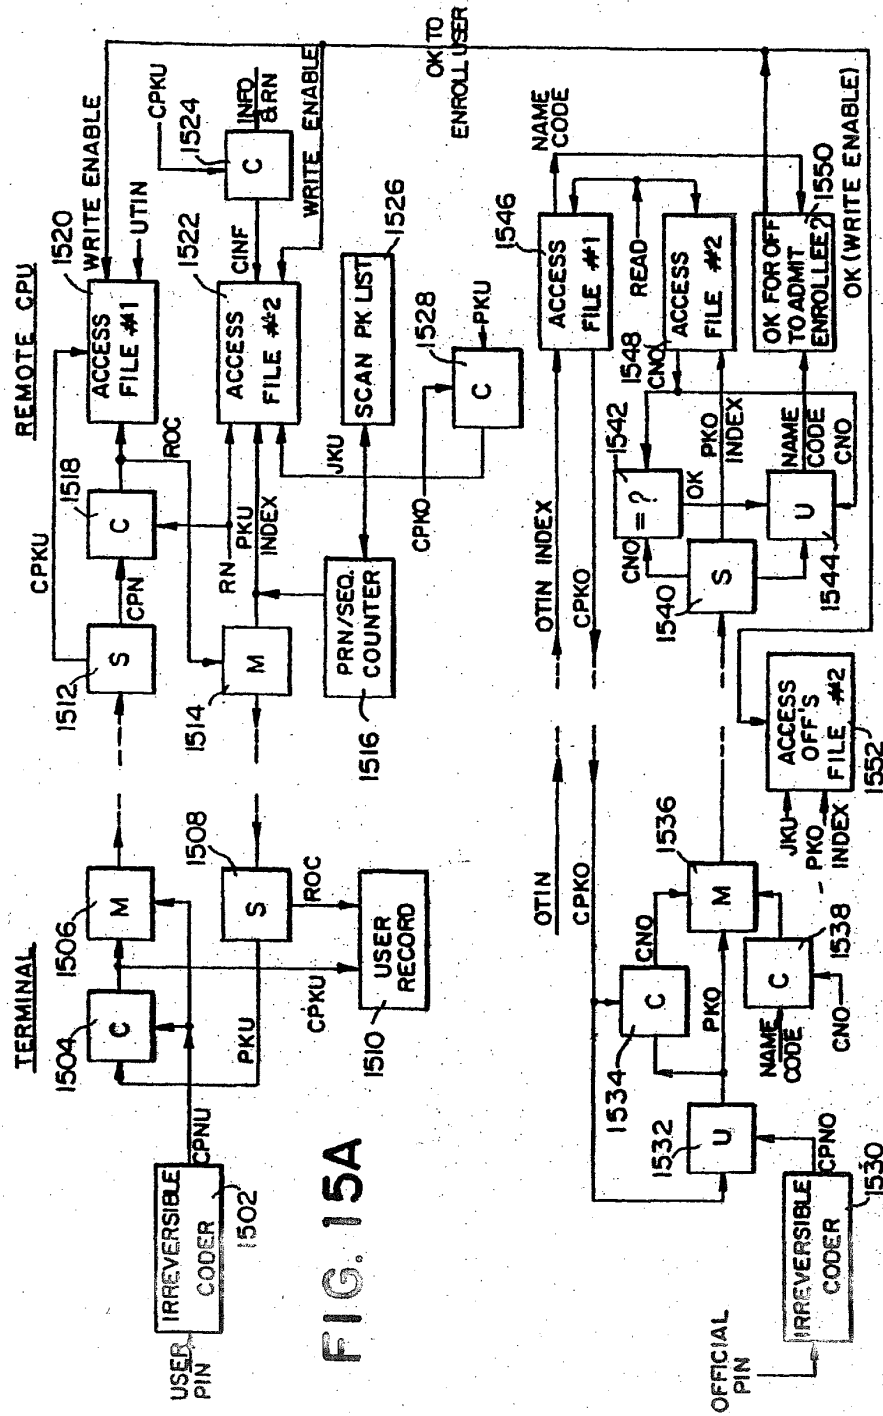 FIG. 15A
TERMINAL
REMOTE CPU
USER
PIN
IRREVERSIBLE
CODER
1502
CPNU
1504
C
1506
M
PKU
1508
S
ROC
CPKU
USER
RECORD
1510
1512
S
CPKU
CPN
1518
C
ROC
1514
M
RN
PKU
INDEX
PRN/SEQ.
COUNTER
1516
1520
WRITE ENABLE
ACCESS
FILE #1
UTIN
1522
ACCESS
FILE #2
CINF
CPKU
1524
C
INFO
& RN
WRITE ENABLE
1526
SCAN PK LIST
JKU
1528
C
PKU
CPKO
OK TO
ENROLL USER
OFFICIAL
PIN
IRREVERSIBLE
CODER
1530
CPNO
1532
U
1534
C
CNO
PKO
1536
M
NAME
CODE
C
1538
CNO
OTIN
CPKO
OTIN INDEX
CPKO
JKU
PKO
INDEX
ACCESS
OFF'S
FILE #2
1552
1540
S
CNO
1542
= ?
OK
PKO
INDEX
1544
U
NAME
CODE
CNO
1546
ACCESS
FILE #1
NAME
CODE
READ
1548
CNO
ACCESS
FILE #2
OK FOR OFF
TO ADMIT
ENROLLEE?
1550
OK (WRITE ENABLE)